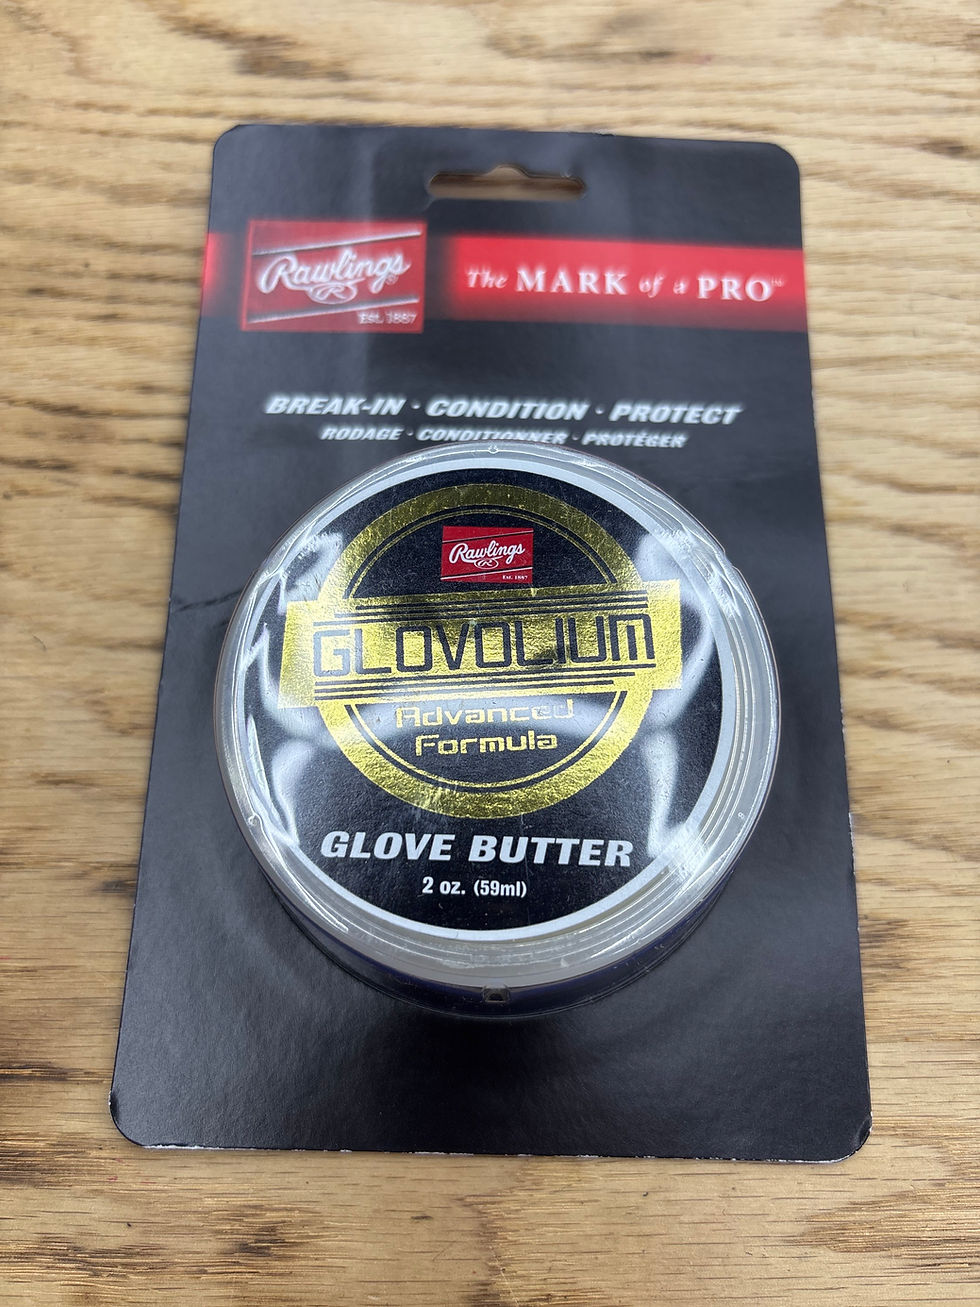 Rawlings
R
EST. 1887
The MARK of a PRO™
BREAK-IN · CONDITION · PROTECT
RODAGE · CONDITIONNER · PROTÉGER
Rawlings
R
EST. 1887
GLOVOLIUM
Advanced
Formula
GLOVE BUTTER
2 oz. (59ml)